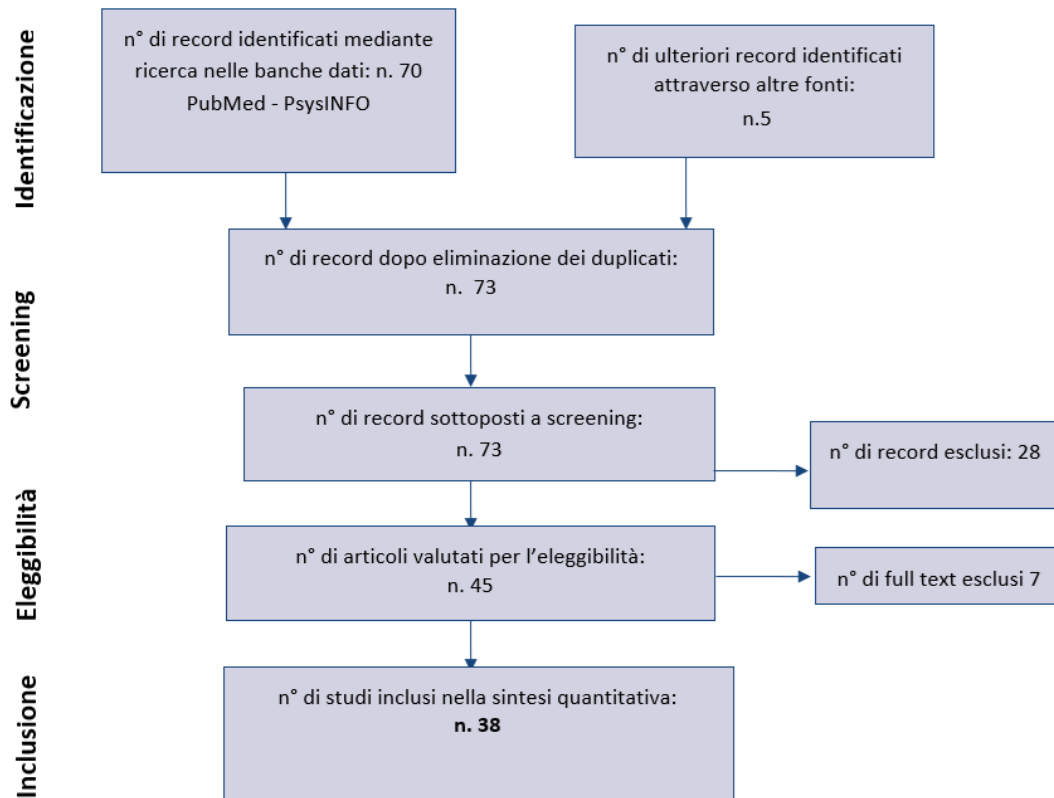 Identificazione
n° di record identificati mediante
ricerca nelle banche dati: n. 70
PubMed - PsysINFO
n° di ulteriori record identificati
attraverso altre fonti:
n.5
Screening
n° di record dopo eliminazione dei duplicati:
n. 73
n° di record sottoposti a screening:
n. 73
n° di record esclusi: 28
Eleggibilità
n° di articoli valutati per l'eleggibilità:
n. 45
n° di full text esclusi 7
Inclusione
n° di studi inclusi nella sintesi quantitativa:
n. 38